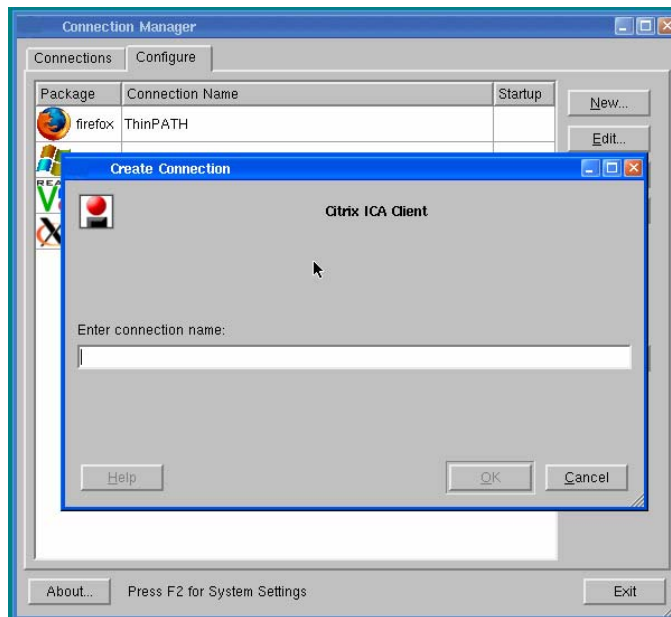 Connection Manager
Connections Configure
Package Connection Name Startup
New...
firefox ThinPATH
Edit...
Create Connection
REA
V
Citrix ICA Client
Enter connection name:
Help OK Cancel
About... Press F2 for System Settings Exit